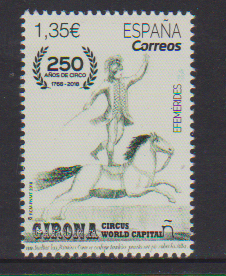 1,35€ ESPAÑA
Correos
250
AÑOS DE CIRCO
1768-2018
EFEMÉRIDES
GIRONA CIRCUS
WORLD CAPITAL